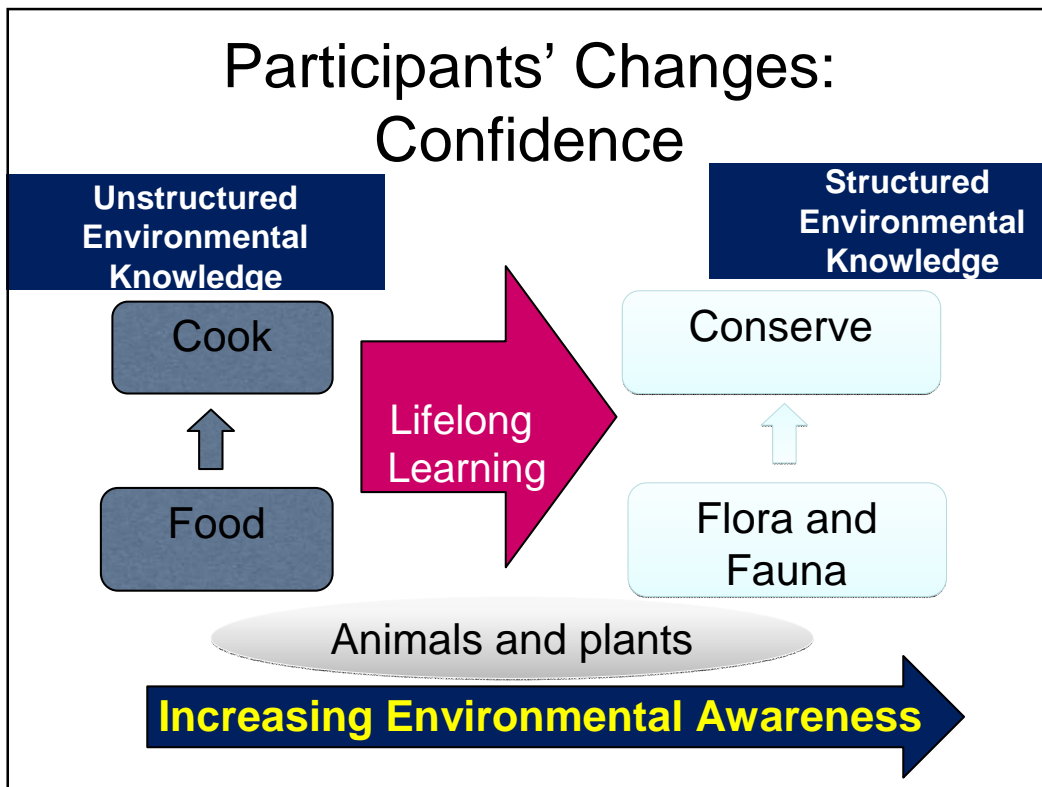 Participants’ Changes:
Confidence
Unstructured
Environmental
Knowledge
Structured
Environmental
Knowledge
Cook
Conserve
Lifelong
Learning
Food
Flora and
Fauna
Animals and plants
Increasing Environmental Awareness